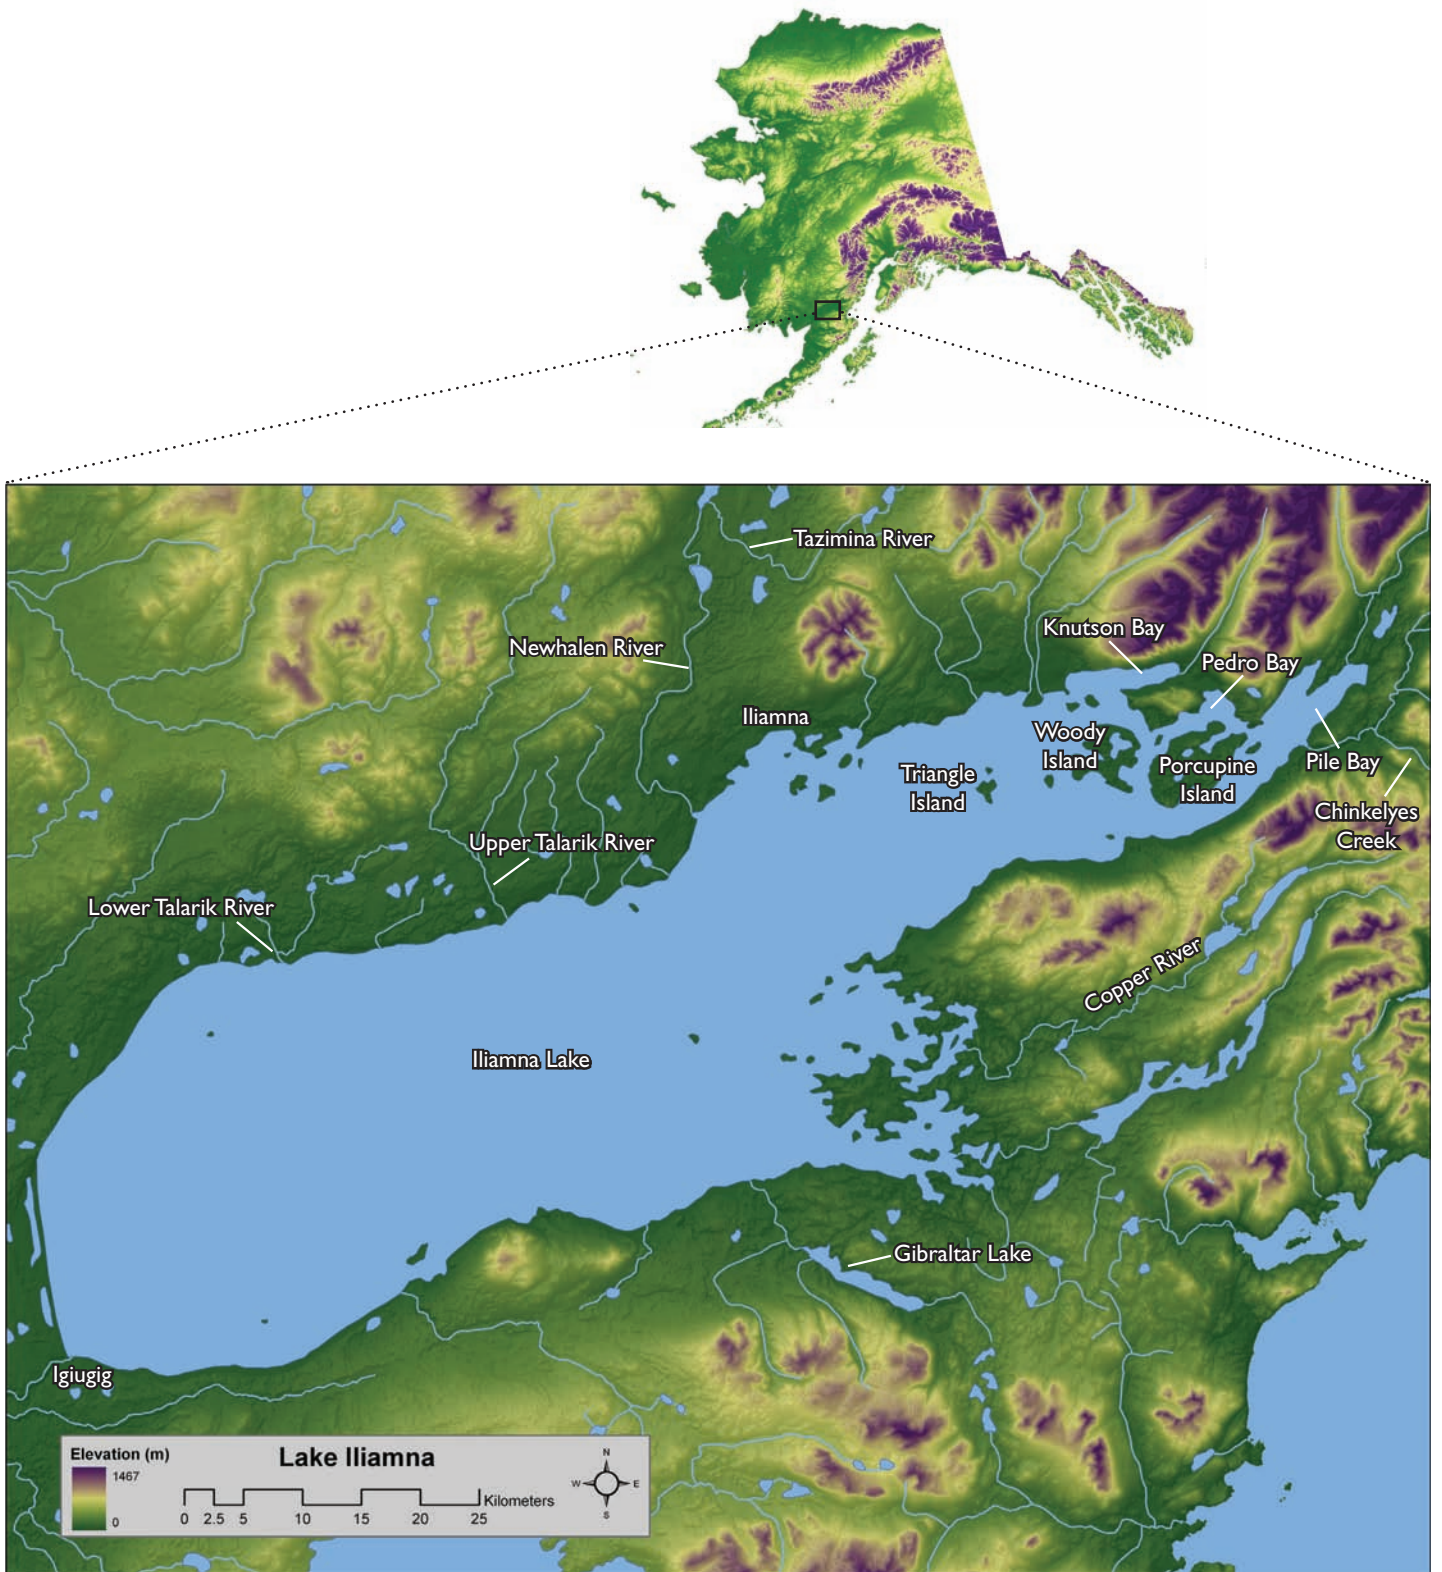 Tazimina River
Knutson Bay
Newhalen River
Pedro Bay
Iliamna
Woody
Island
Triangle
Island
Porcupine
Island
Pile Bay
Chinkelyes
Creek
Upper Talarik River
Lower Talarik River
Copper River
Iliamna Lake
Gibraltar Lake
Igiugig
Elevation (m)
1467
0
Lake Iliamna
0 2.5 5 10 15 20 25
Kilometers
N
W E
S